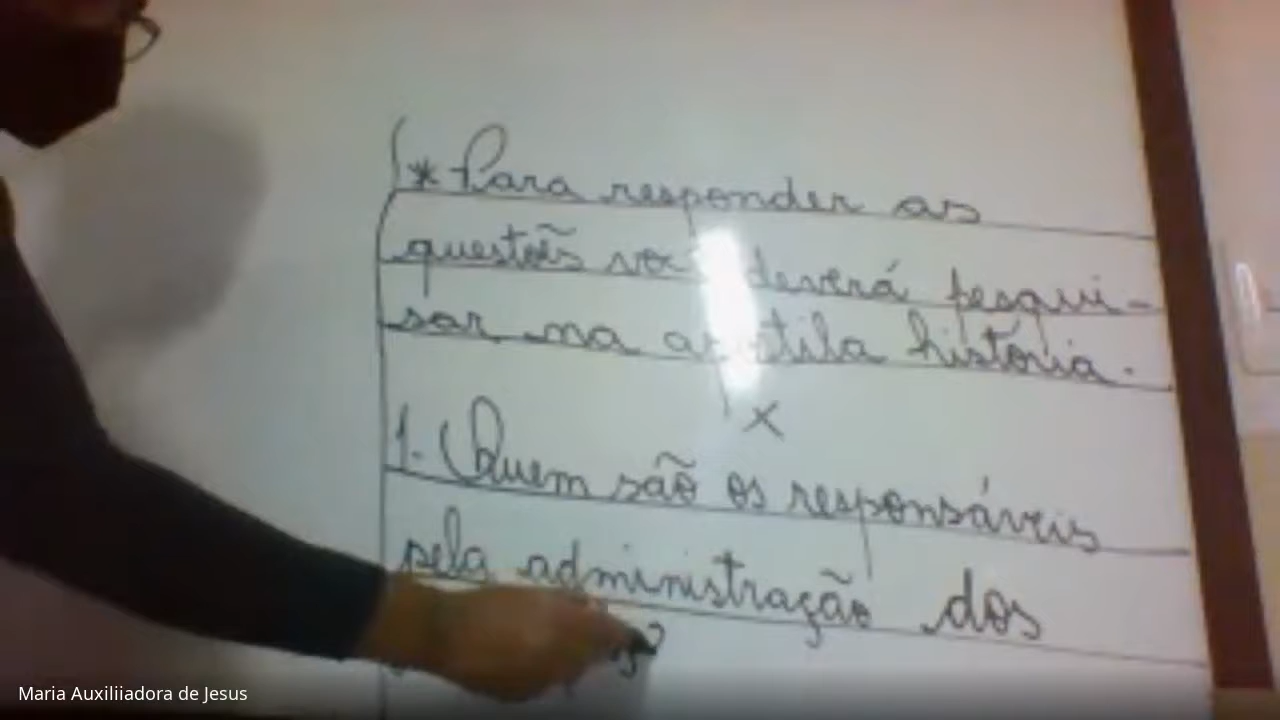 * Para responder as
questões você deverá pesqui-
sar na apostila história.
x
1. Quem são os responsáveis
pela administração dos
Maria Auxiliiadora de Jesus